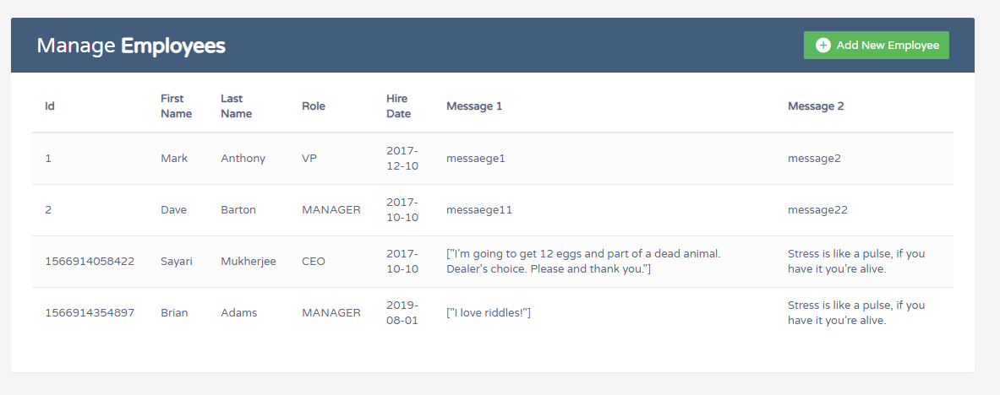 Manage Employees
Add New Employee
Id First Name Last Name Role Hire Date Message 1 Message 2
1 Mark Anthony VP 2017-12-10 messaege1 message2
2 Dave Barton MANAGER 2017-10-10 messaege11 message22
1566914058422 Sayari Mukherjee CEO 2017-10-10 ["I'm going to get 12 eggs and part of a dead animal. Dealer's choice. Please and thank you."] Stress is like a pulse, if you have it you're alive.
1566914354897 Brian Adams MANAGER 2019-08-01 ["I love riddles!"] Stress is like a pulse, if you have it you're alive.